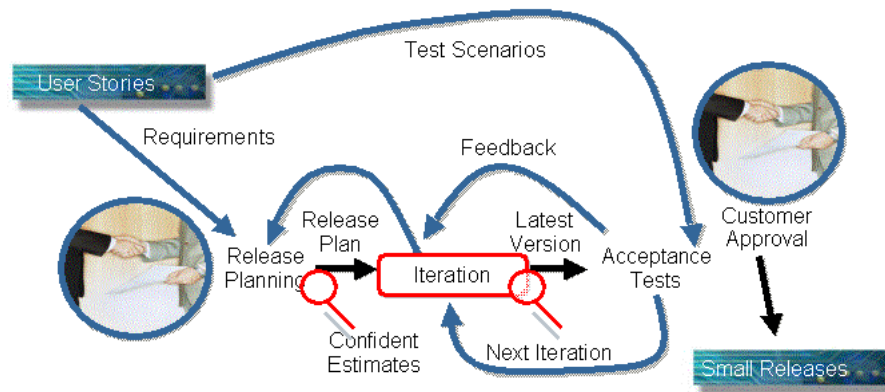 Test Scenarios
User Stories
Requirements
Feedback
Release
Plan
Latest
Version
Customer
Approval
Release
Planning
Iteration
Acceptance
Tests
Confident
Estimates
Next Iteration
Small Releases